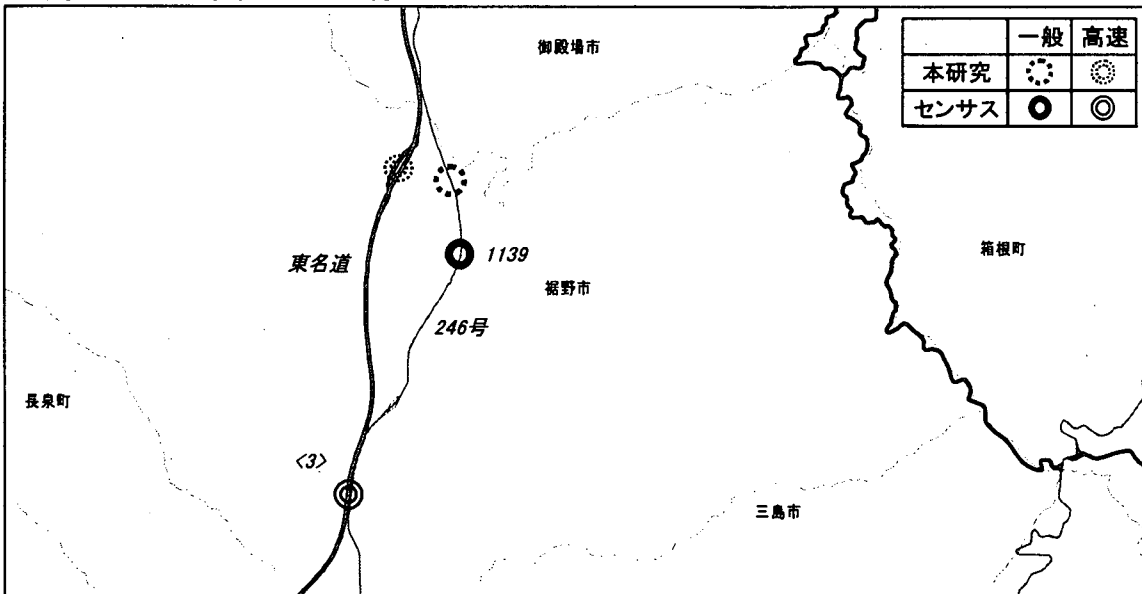 御殿場市
一般 高速
本研究
センサス
東名道
1139
箱根町
裾野市
246号
長泉町
<3>
三島市